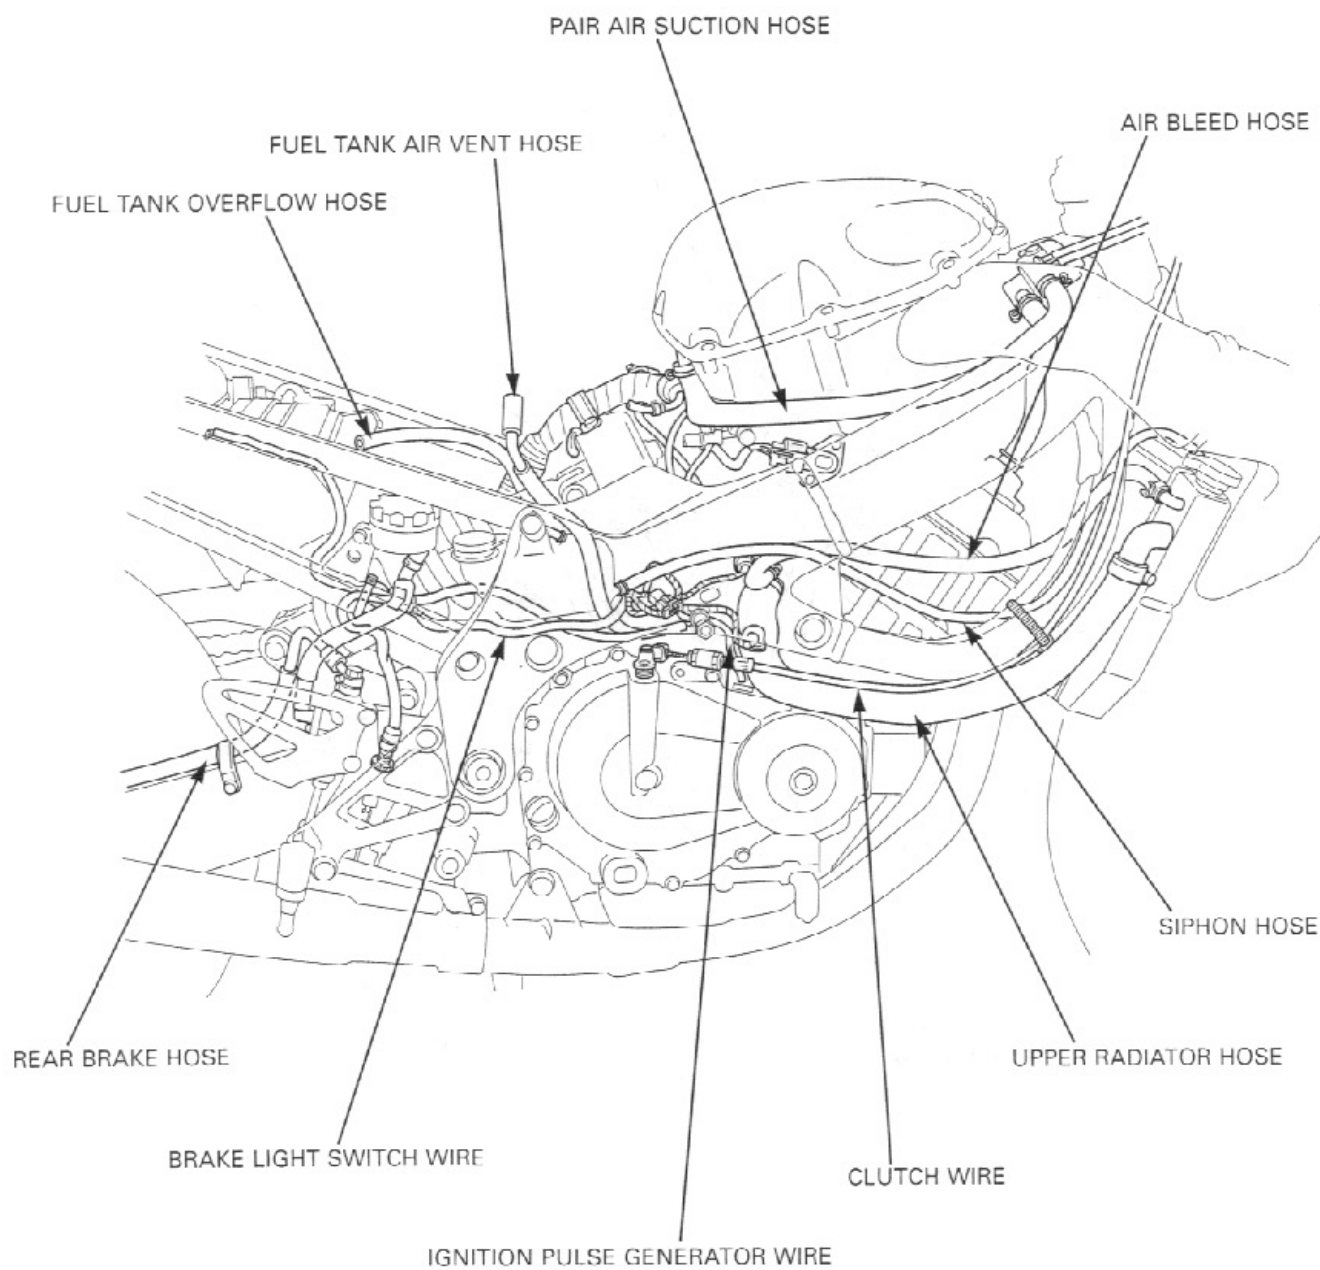 PAIR AIR SUCTION HOSE
AIR BLEED HOSE
FUEL TANK AIR VENT HOSE
FUEL TANK OVERFLOW HOSE
SIPHON HOSE
REAR BRAKE HOSE
UPPER RADIATOR HOSE
BRAKE LIGHT SWITCH WIRE
CLUTCH WIRE
IGNITION PULSE GENERATOR WIRE